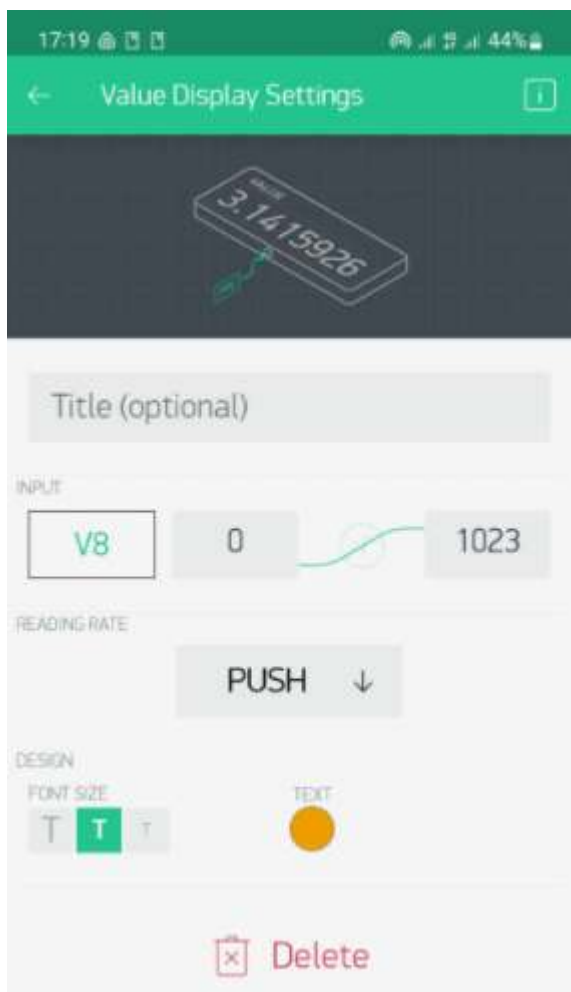 17:19 44%
Value Display Settings i
VALUE
3.1415926
Title (optional)
INPUT
V8 0 1023
READING RATE
PUSH ↓
DESIGN
FONT SIZE TEXT
T T T
Delete